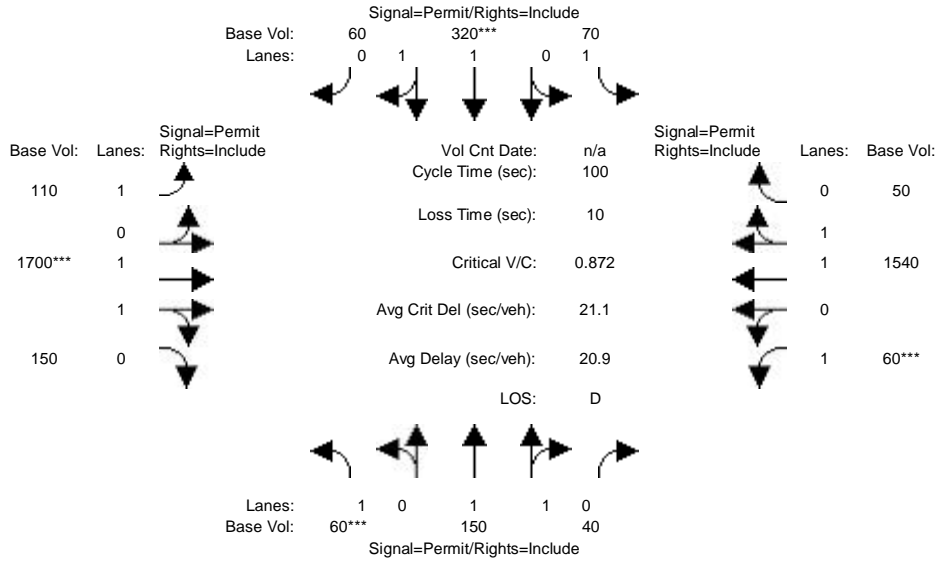 Signal=Permit/Rights=Include
Base Vol: 60 320*** 70
Lanes: 0 1 1 0 1
Signal=Permit
Base Vol: Lanes: Rights=Include
Vol Cnt Date: n/a
Signal=Permit
Rights=Include Lanes: Base Vol:
Cycle Time (sec): 100
110 1
0 50
Loss Time (sec): 10
0
1
1700*** 1
Critical V/C: 0.872
1 1540
1
Avg Crit Del (sec/veh): 21.1
0
150 0
Avg Delay (sec/veh): 20.9
1 60***
LOS: D
Lanes: 1 0 1 1 0
Base Vol: 60*** 150 40
Signal=Permit/Rights=Include